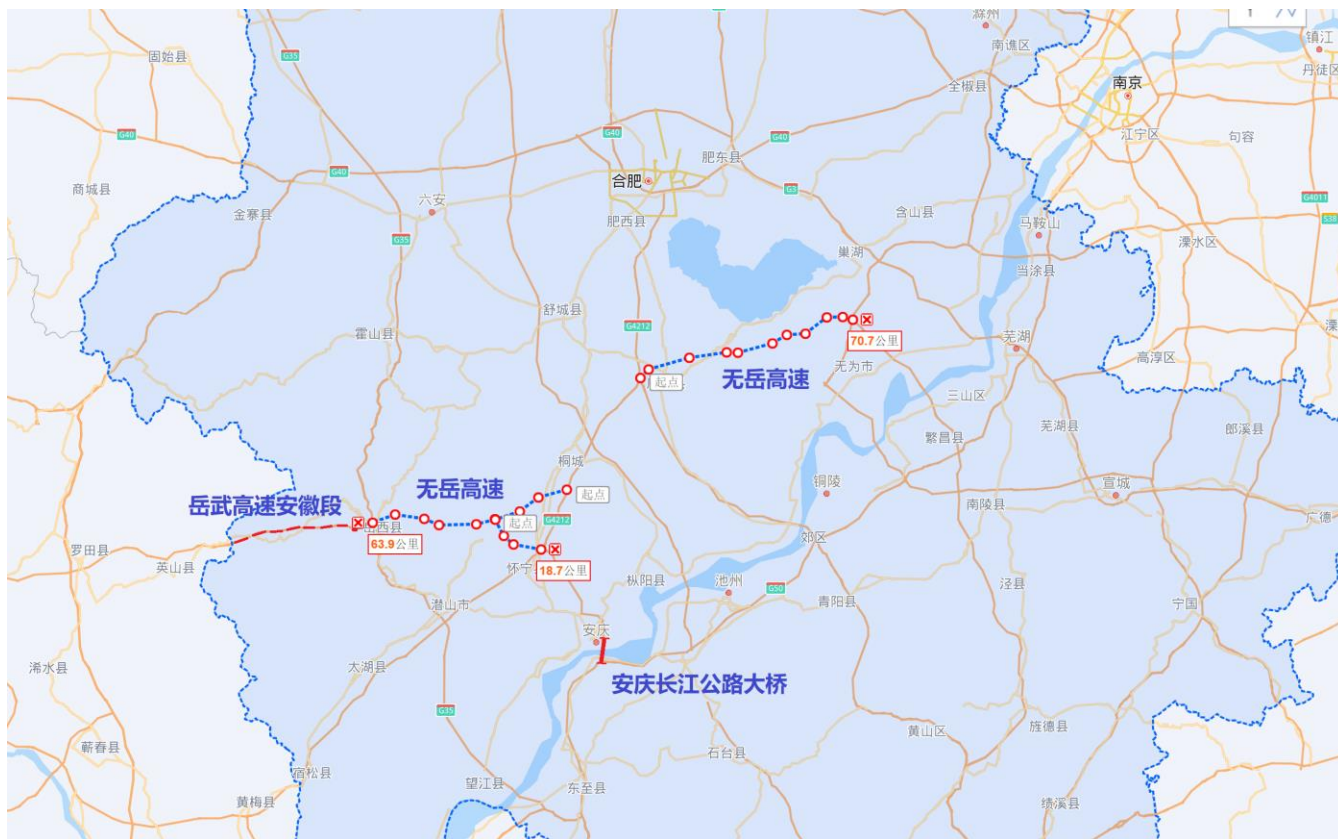 滁州
镇江
固始县
G35
南谯区
丹徒区
全椒县
南京
G40
G40
G40
江宁区
句容
肥东县
合肥
商城县
G40
G3
G4011
S38
六安
金寨县
肥西县
含山县
马鞍山
G35
溧水区
巢湖
当涂县
舒城县
G4212
霍山县
芜湖
70.7公里
高淳区
无为市
起点
无岳高速
三山区
郎溪县
芜湖县
繁昌县
桐城
铜陵
宣城
无岳高速
起点
岳武高速安徽段
南陵县
起点
G4212
广德
63.9公里
郊区
罗田县
英山县
怀宁
18.7公里
枞阳县
池州
G50
泾县
青阳县
宁国
潜山市
安庆
浠水县
太湖县
安庆长江公路大桥
G35
旌德县
黄山区
蕲春县
石台县
宿松县
望江县
东至县
黄梅县
绩溪县